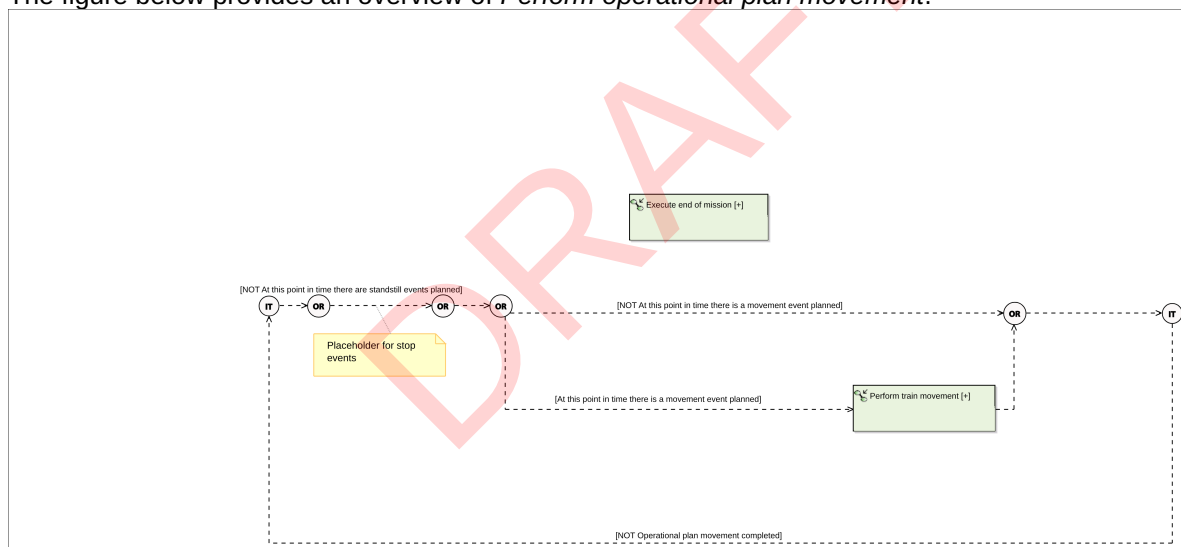 The figure below provides an overview of Perform operational plan movement.
Execute end of mission [+]
[NOT At this point in time there are standstill events planned]
IT
OR
OR
OR
[NOT At this point in time there is a movement event planned]
OR
IT
Placeholder for stop
events
[At this point in time there is a movement event planned]
Perform train movement [+]
[NOT Operational plan movement completed]
DRAF